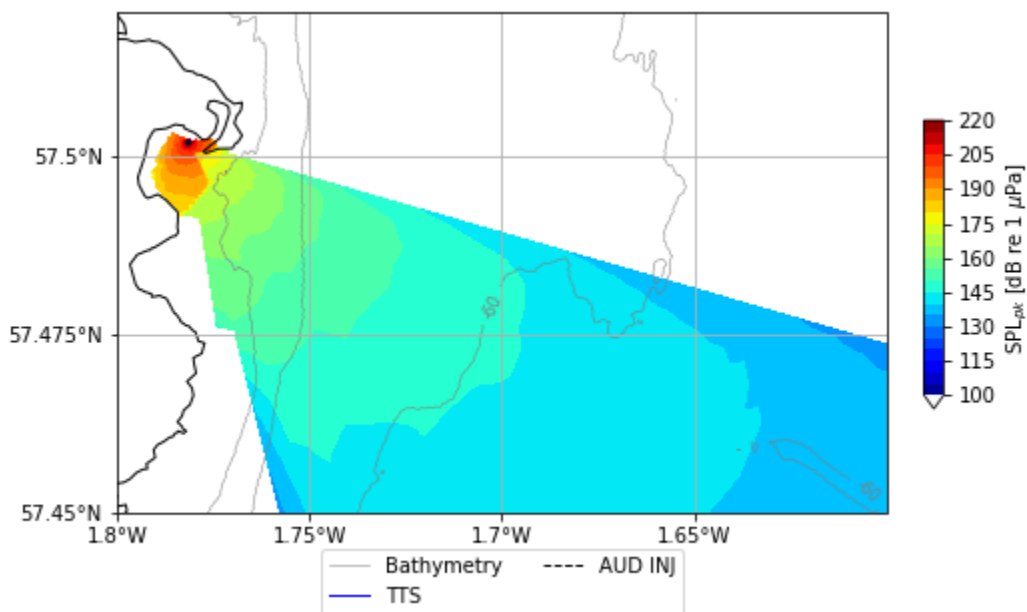 57.5°N
57.475°N
57.45°N
1.8°W
1.75°W
1.7°W
1.65°W
60
60
220
205
190
175
160
145
130
115
100
SPLpk [dB re 1 μPa]
Bathymetry
AUD INJ
TTS